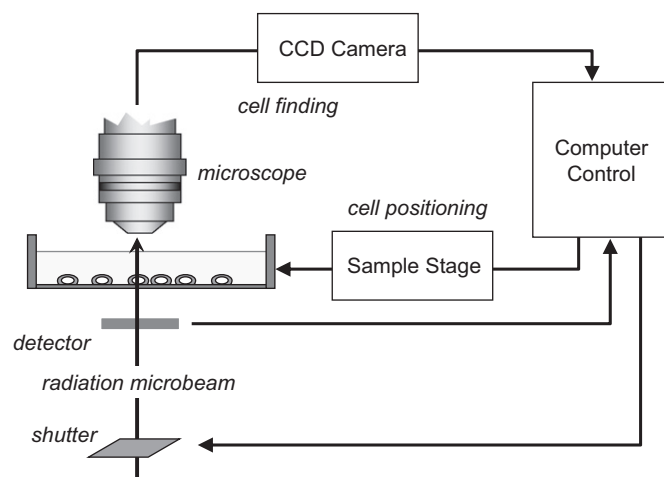 CCD Camera
cell finding
microscope
Computer
Control
cell positioning
Sample Stage
detector
radiation microbeam
shutter